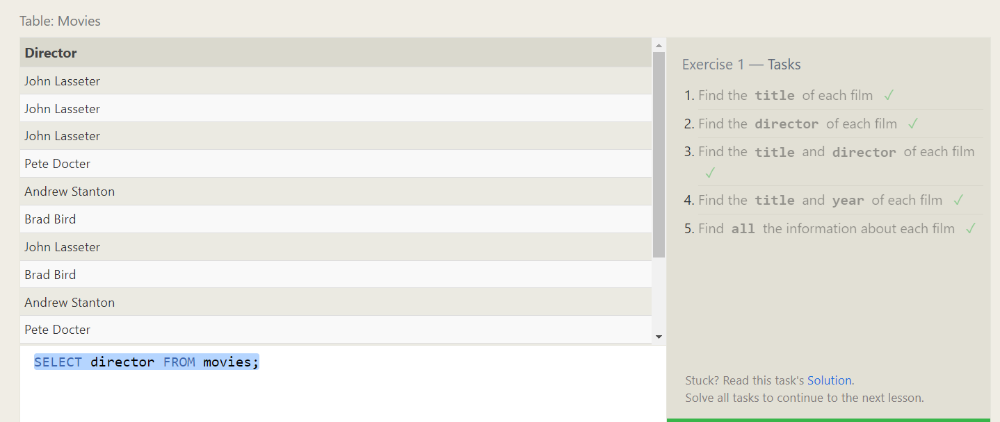 Table: Movies
Director
John Lasseter
John Lasseter
John Lasseter
Pete Docter
Andrew Stanton
Brad Bird
John Lasseter
Brad Bird
Andrew Stanton
Pete Docter
SELECT director FROM movies;
Exercise 1 — Tasks
1. Find the title of each film ✓
2. Find the director of each film ✓
3. Find the title and director of each film
✓
4. Find the title and year of each film ✓
5. Find all the information about each film ✓
Stuck? Read this task's Solution.
Solve all tasks to continue to the next lesson.